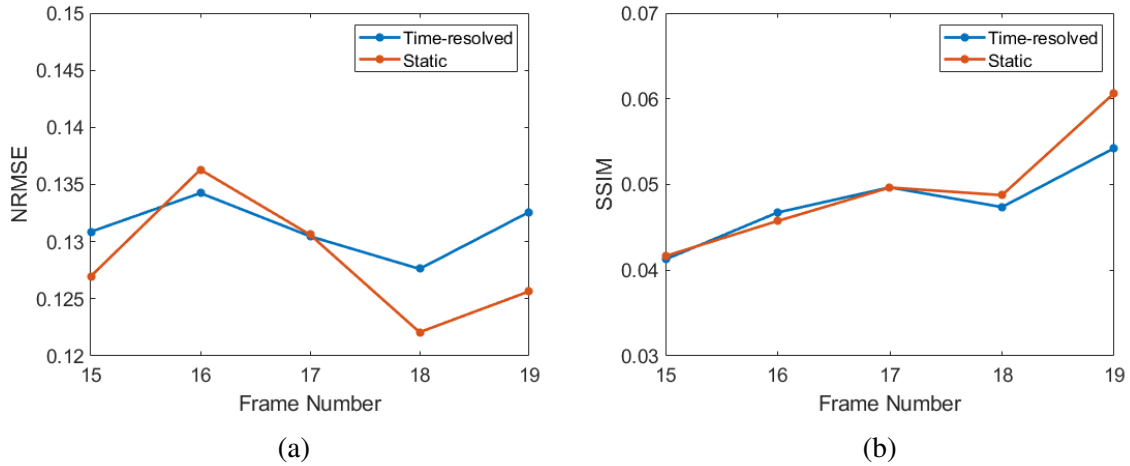 0.15
0.145
0.14
0.135
0.13
0.125
0.12
NRMSE
15
16
17
18
19
Frame Number
Time-resolved
Static
(a)
0.07
0.06
0.05
0.04
0.03
SSIM
15
16
17
18
19
Frame Number
Time-resolved
Static
(b)